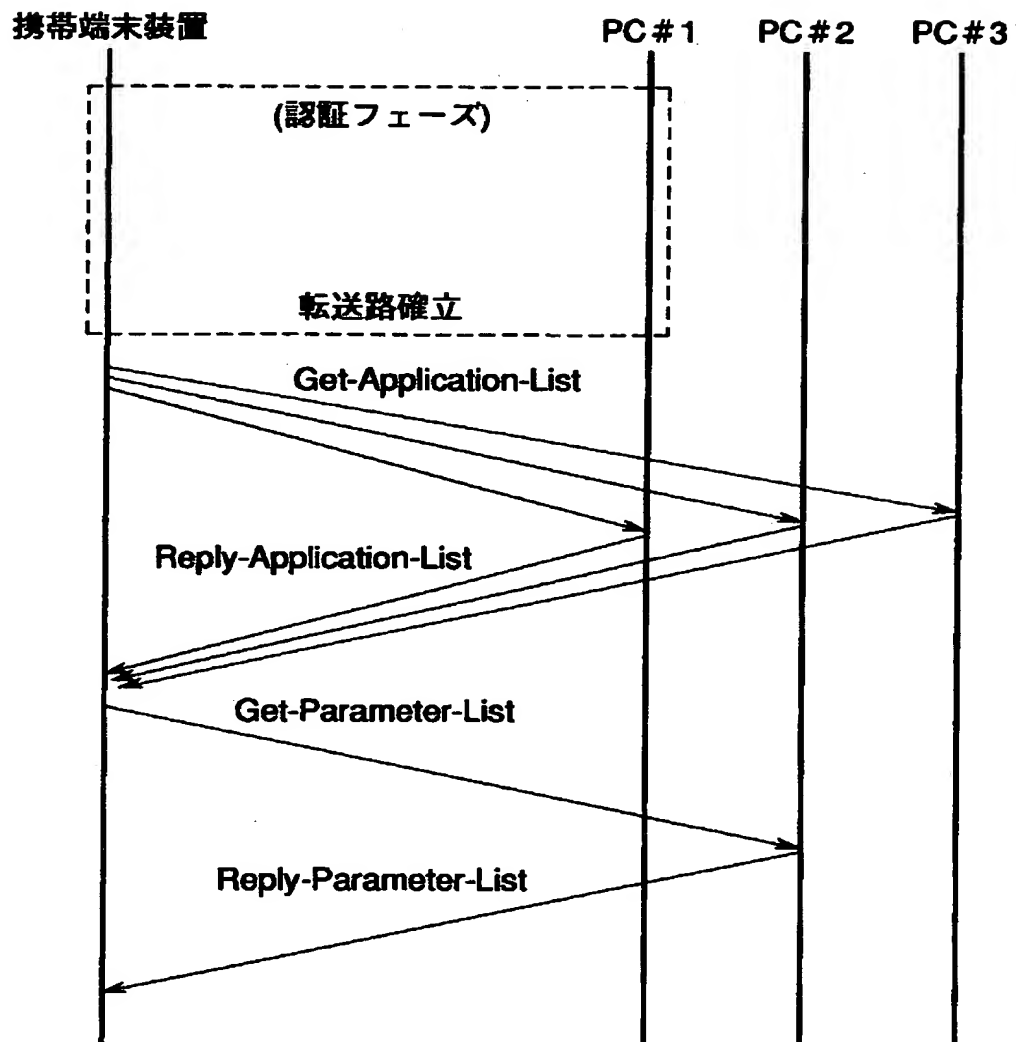 携帯端末装置 PC#1 PC#2 PC#3
(認証フェーズ)
転送路確立
Get-Application-List
Reply-Application-List
Get-Parameter-List
Reply-Parameter-List